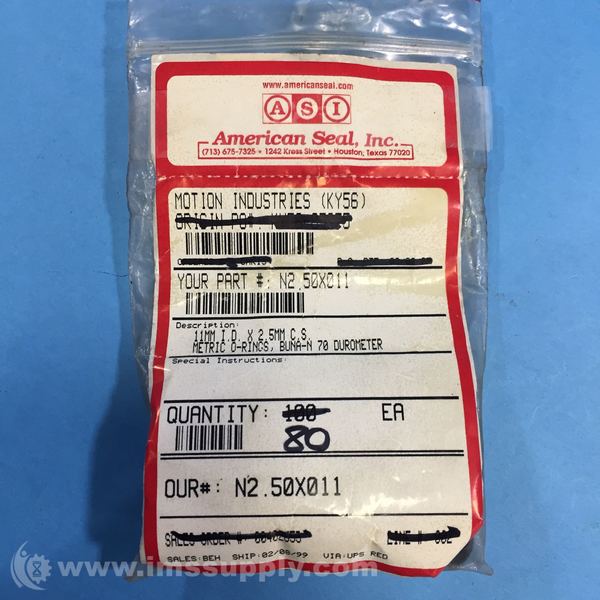 www.americanseal.com
ASI
American Seal, Inc.
(713) 675-7325 • 1242 Kress Street • Houston, Texas 77020
MOTION INDUSTRIES (KY56)
ORIGIN PO#:
YOUR PART #: N2.50X011
Description:
11MM I.D. X 2.5MM C.S.
METRIC O-RINGS, BUNA-N 70 DUROMETER
Special Instructions:
QUANTITY: 100 EA
80
OUR#: N2.50X011
SALES ORDER #:
SALES:BEH SHIP:02/08/99 VIA:UPS RED
© www.imssupply.com